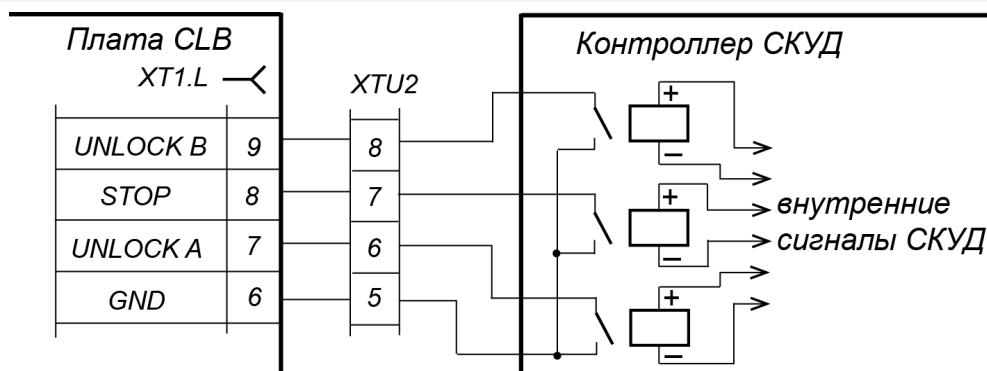 Плата CLB
Контроллер СКУД
XT1.L
XTU2
UNLOCK B 9 8
STOP 8 7
UNLOCK A 7 6
GND 6 5
+
−
+
−
+
−
внутренние
сигналы СКУД